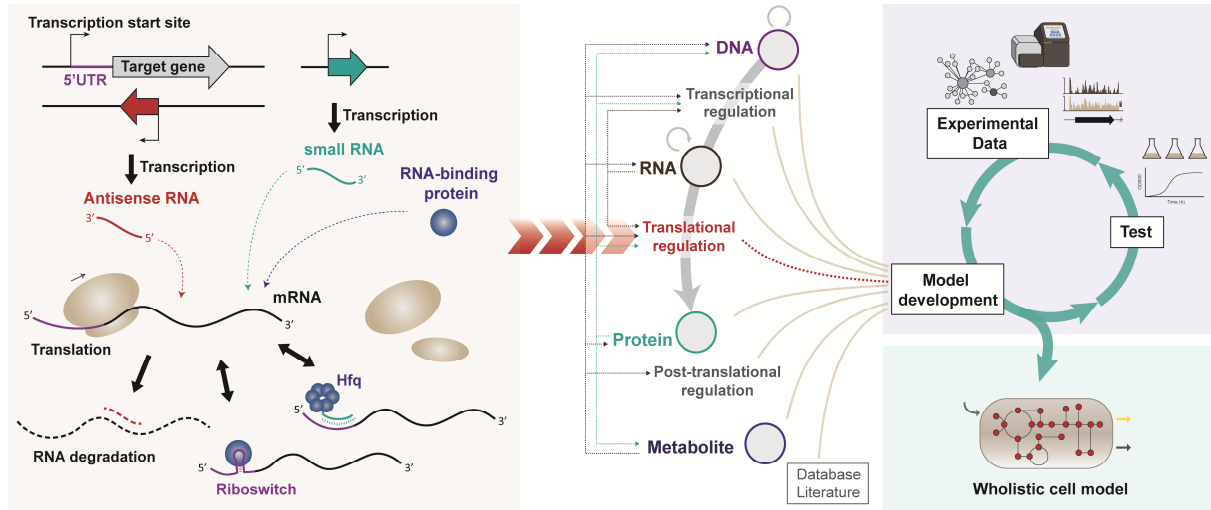 Transcription start site
5’UTR
Target gene
Transcription
Transcription
small RNA
5’
3’
RNA-binding
protein
Antisense RNA
3’
5’
mRNA
5’
3’
Translation
Hfq
5’
3’
RNA degradation
5’
3’
Riboswitch
DNA
Transcriptional
regulation
RNA
Translational
regulation
Protein
Post-translational
regulation
Metabolite
Database
Literature
Experimental
Data
OD600
Time (h)
Test
Model
development
Wholistic cell model